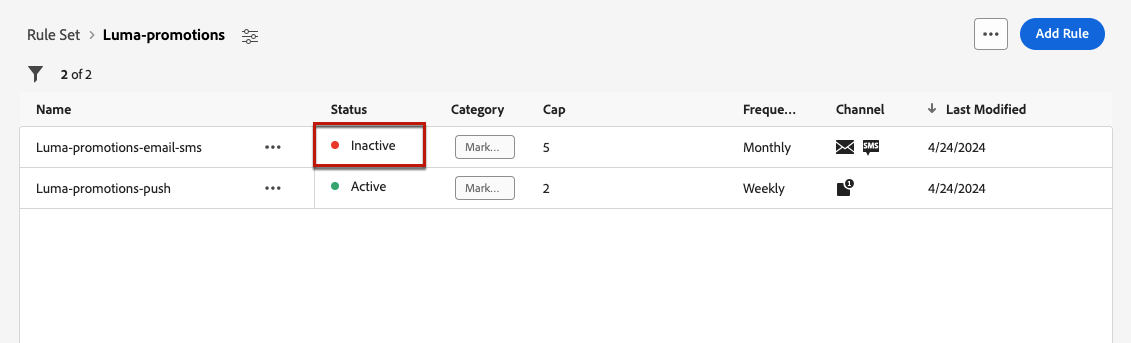 Rule Set > Luma-promotions
... Add Rule
2 of 2
Name Status Category Cap Freque... Channel Last Modified
Luma-promotions-email-sms ... Inactive Mark... 5 Monthly SMS 4/24/2024
Luma-promotions-push ... Active Mark... 2 Weekly 1 4/24/2024